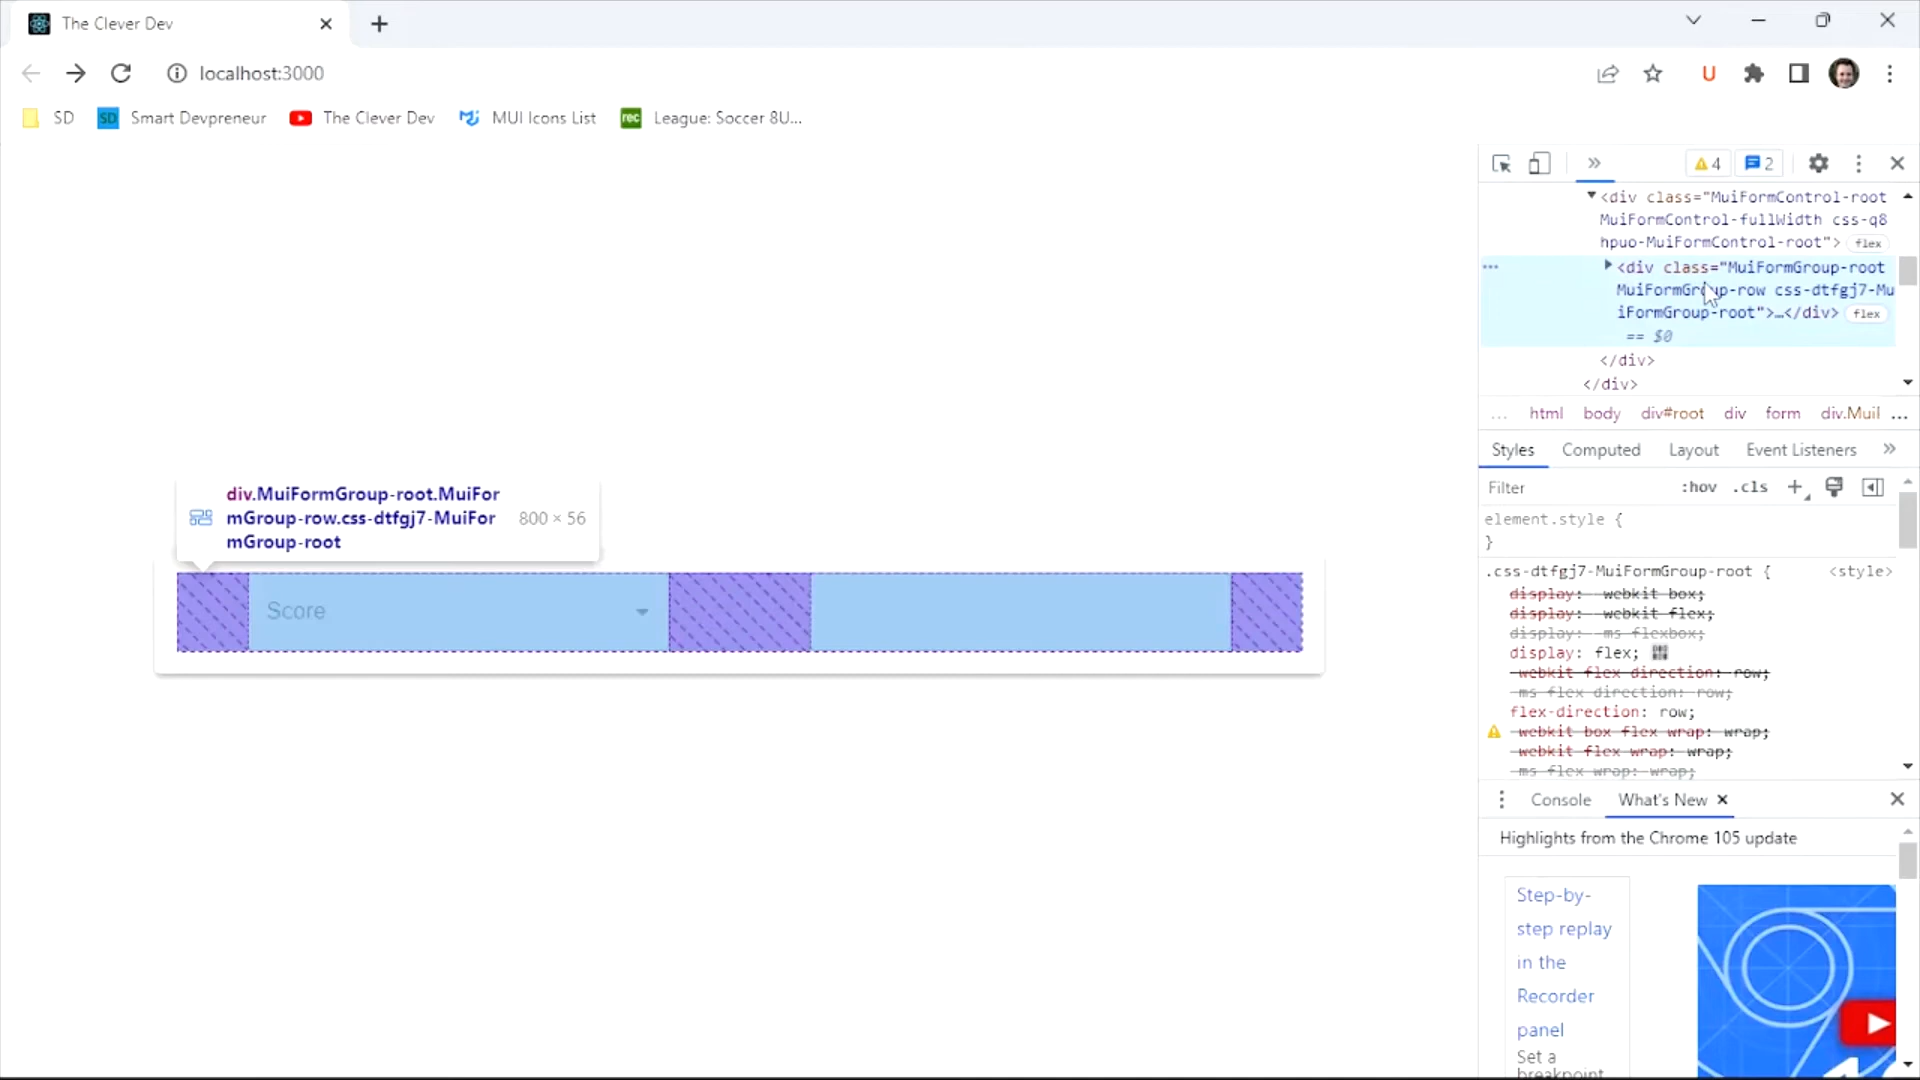 The Clever Dev
localhost:3000
SD
SD Smart Devpreneur
The Clever Dev
MUI Icons List
rec League: Soccer 8U...
U
4
2
<div class="MuiFormControl-root
MuiFormControl-fullWidth css-q8
hpuo-MuiFormControl-root"> flex
<div class="MuiFormGroup-root
MuiFormGroup-row css-dtfgj7-Mu
iFormGroup-root">…</div> flex
== $0
</div>
</div>
... html body div#root div form div.MuiI ...
Styles Computed Layout Event Listeners
Filter :hov .cls
element.style {
}
.css-dtfgj7-MuiFormGroup-root { <style>
display: -webkit-box;
display: -webkit-flex;
display: -ms-flexbox;
display: flex;
-webkit-flex-direction: row;
-ms-flex-direction: row;
flex-direction: row;
-webkit-box-flex-wrap: wrap;
-webkit-flex-wrap: wrap;
-ms-flex-wrap: wrap;
div.MuiFormGroup-root.MuiFor
mGroup-row.css-dtfgj7-MuiFor
mGroup-root
800 × 56
Score
Console What's New
Highlights from the Chrome 105 update
Step-by-
step replay
in the
Recorder
panel
Set a
breakpoint